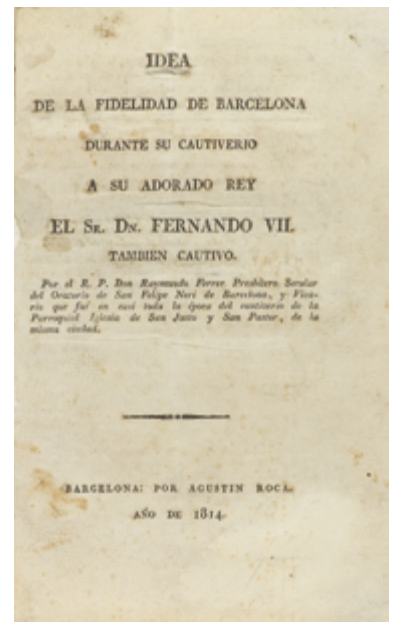 IDEA
DE LA FIDELIDAD DE BARCELONA
DURANTE SU CAUTIVERIO
A SU ADORADO REY
EL SR. DN. FERNANDO VII.
TAMBIEN CAUTIVO.
Por el R. P. Don Raymundo Ferrer, Presbítero Secular
del Oratorio de San Felipe Neri de Barcelona, y Vica-
rio que fué en casi toda la época del cautiverio de la
Parroquial Iglesia de San Justo y San Pastor, de la
misma ciudad.
BARCELONA: POR AGUSTIN ROCA.
AÑO DE 1814.